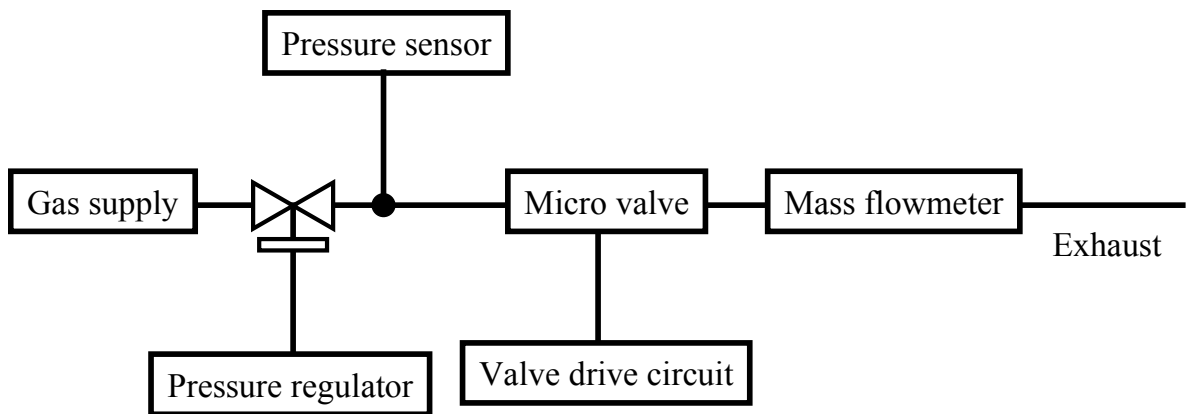 Pressure sensor
Gas supply
Micro valve
Mass flowmeter
Exhaust
Pressure regulator
Valve drive circuit